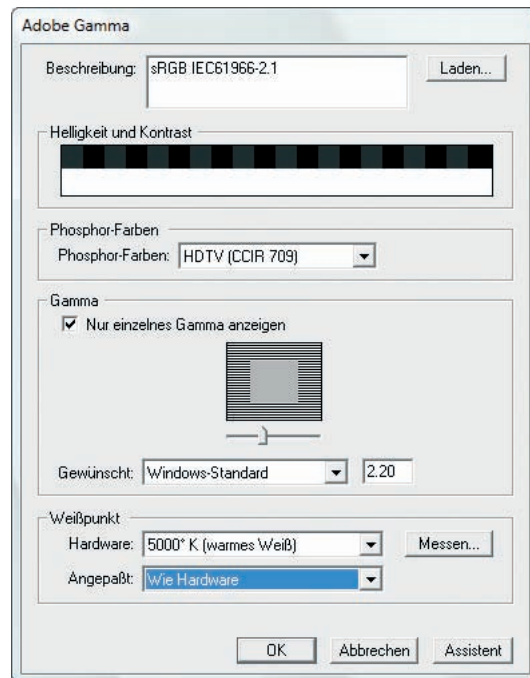 Adobe Gamma
Beschreibung: sRGB IEC61966-2.1 Laden...
Helligkeit und Kontrast
Phosphor-Farben
Phosphor-Farben: HDTV (CCIR 709)
Gamma
Nur einzelnes Gamma anzeigen
Gewünscht: Windows-Standard 2.20
Weißpunkt
Hardware: 5000° K (warmes Weiß) Messen...
Angepaßt: Wie Hardware
OK Abbrechen Assistent